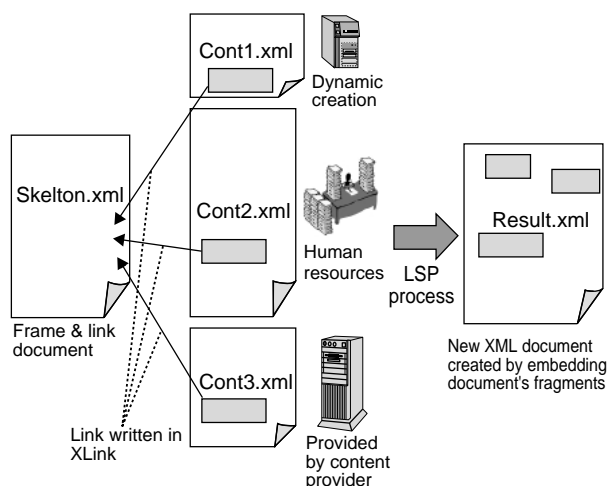 Cont1.xml
Dynamic
creation
Skelton.xml
Cont2.xml
Human
resources
LSP
process
Result.xml
Frame & link
document
Cont3.xml
Link written in
XLink
Provided
by content
provider
New XML document
created by embedding
document's fragments